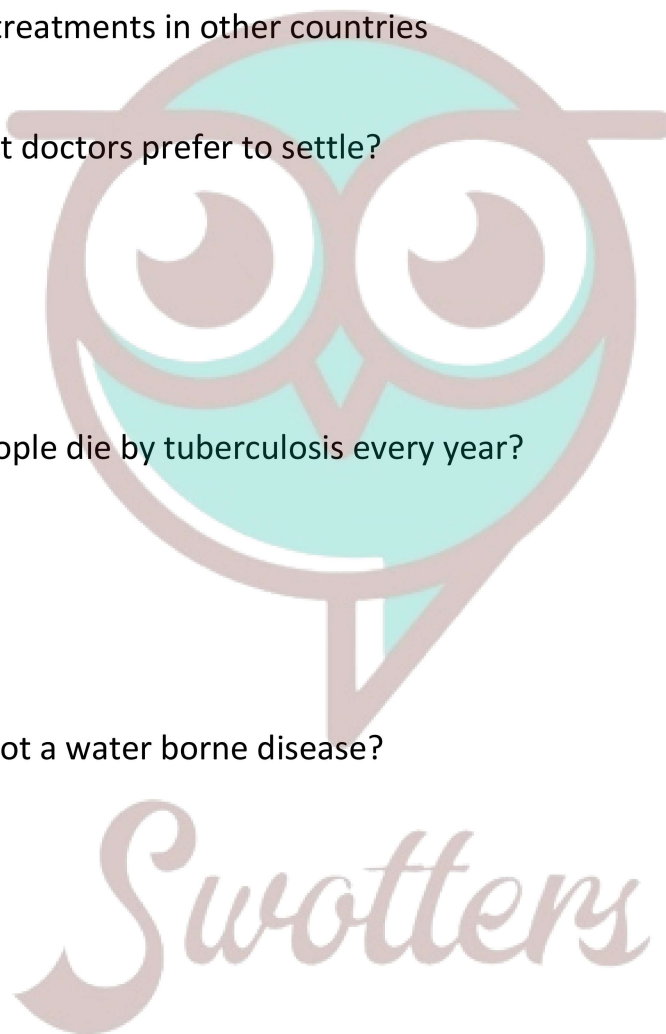 treatments in other countries
t doctors prefer to settle?
ople die by tuberculosis every year?
ot a water borne disease?
Swotters